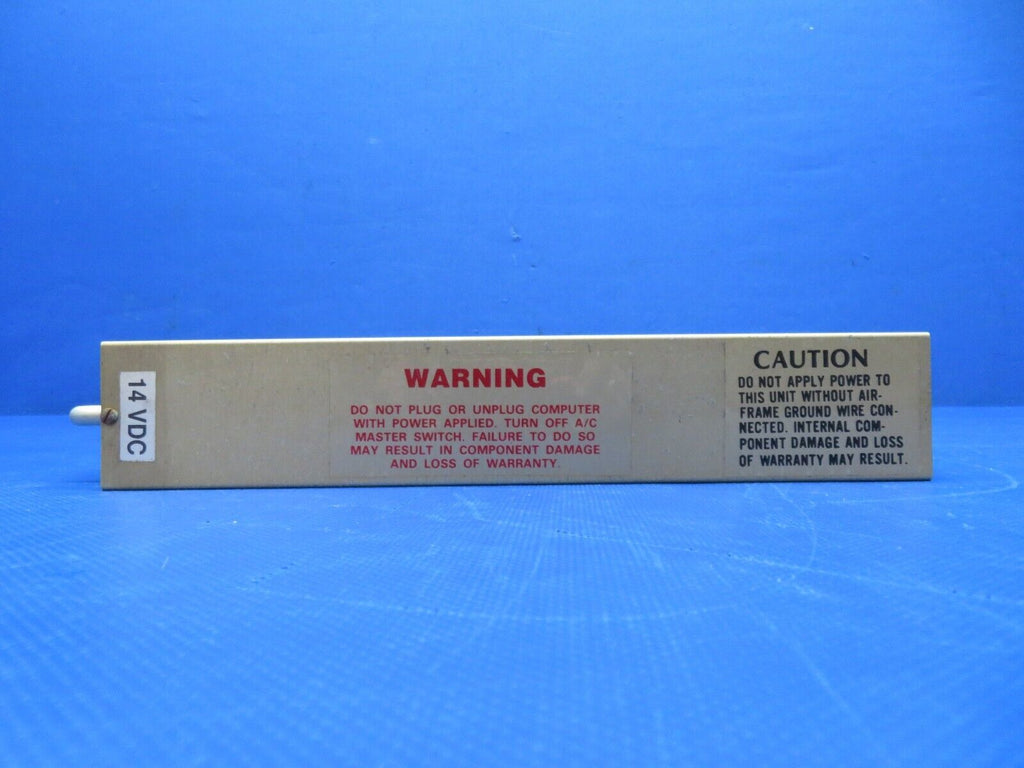 14 VDC
WARNING
DO NOT PLUG OR UNPLUG COMPUTER
WITH POWER APPLIED. TURN OFF A/C
MASTER SWITCH. FAILURE TO DO SO
MAY RESULT IN COMPONENT DAMAGE
AND LOSS OF WARRANTY.
CAUTION
DO NOT APPLY POWER TO
THIS UNIT WITHOUT AIR-
FRAME GROUND WIRE CON-
NECTED. INTERNAL COM-
PONENT DAMAGE AND LOSS
OF WARRANTY MAY RESULT.